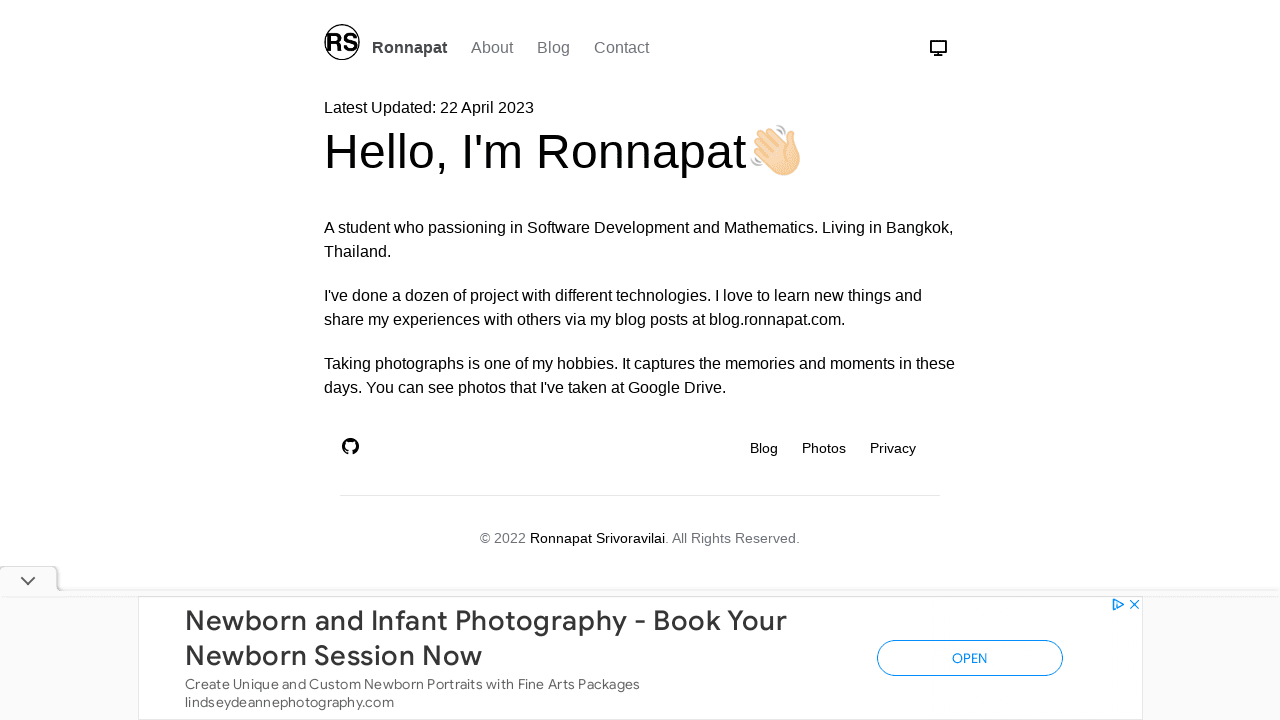 RS
Ronnapat About Blog Contact
Latest Updated: 22 April 2023
Hello, I'm Ronnapat👋🏻
A student who passioning in Software Development and Mathematics. Living in Bangkok,
Thailand.
I've done a dozen of project with different technologies. I love to learn new things and
share my experiences with others via my blog posts at blog.ronnapat.com.
Taking photographs is one of my hobbies. It captures the memories and moments in these
days. You can see photos that I've taken at Google Drive.
Blog Photos Privacy
© 2022 Ronnapat Srivoravilai. All Rights Reserved.
Newborn and Infant Photography - Book Your
Newborn Session Now
Create Unique and Custom Newborn Portraits with Fine Arts Packages
lindseydeannephotography.com
OPEN